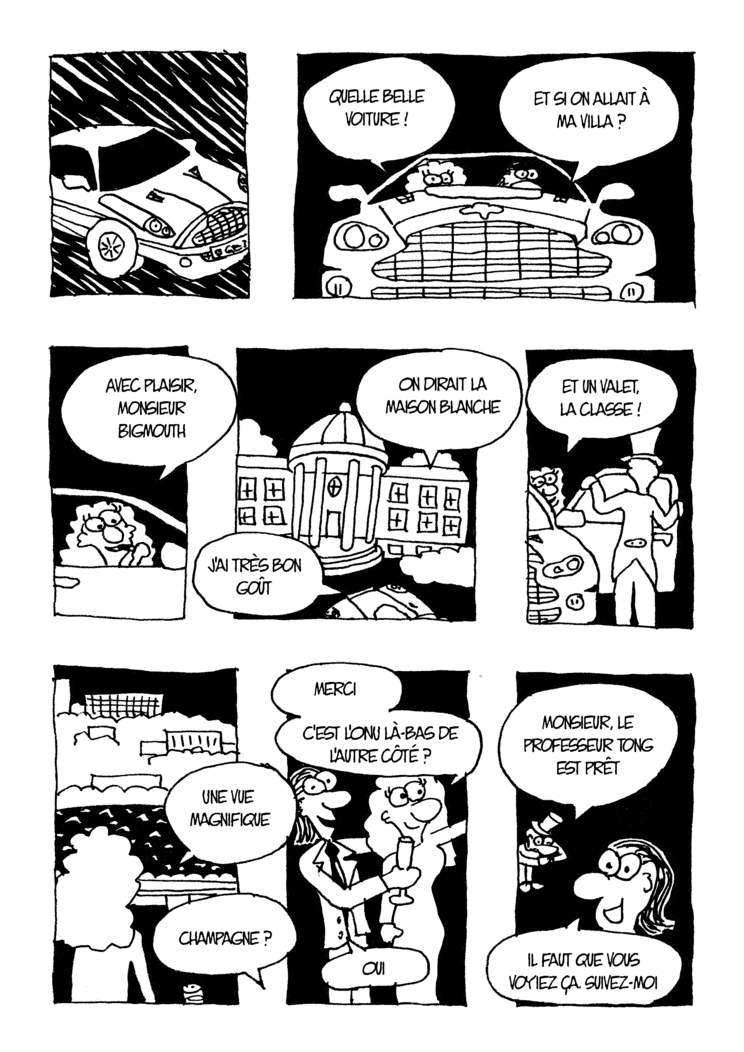 QUELLE BELLE
VOITURE !
ET SI ON ALLAIT À
MA VILLA ?
AVEC PLAISIR,
MONSIEUR
BIGMOUTH
ON DIRAIT LA
MAISON BLANCHE
J'AI TRÈS BON
GOÛT
ET UN VALET,
LA CLASSE !
UNE VUE
MAGNIFIQUE
CHAMPAGNE ?
MERCI
C'EST L'ONU LÀ-BAS DE
L'AUTRE CÔTÉ ?
OUI
MONSIEUR, LE
PROFESSEUR TONG
EST PRÊT
IL FAUT QUE VOUS
VOYIEZ ÇA. SUIVEZ-MOI